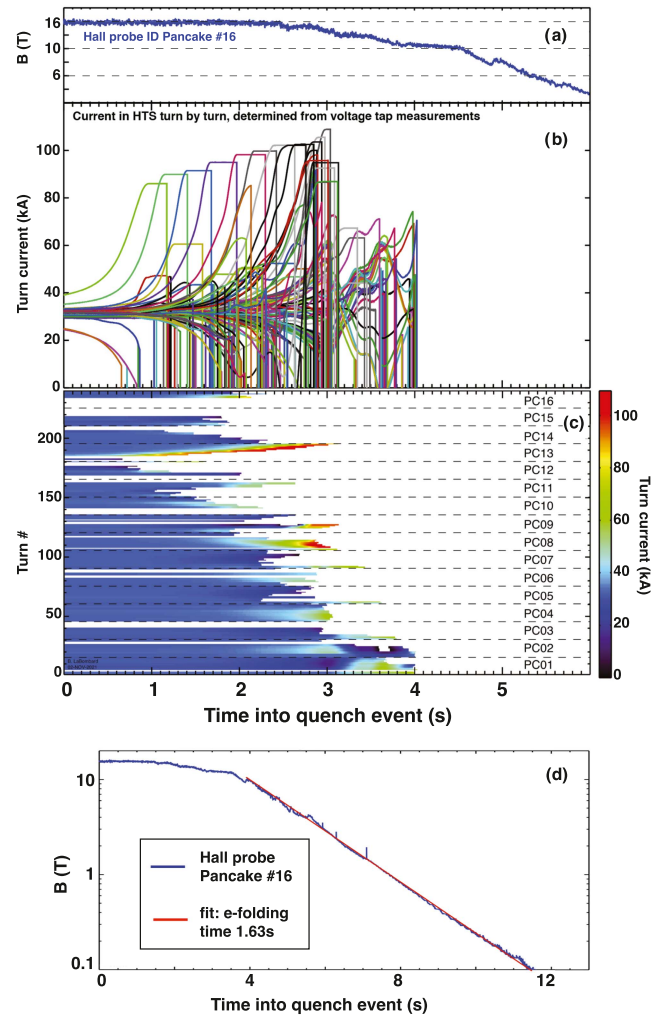 B (T)
16
10
6
Hall probe ID Pancake #16
(a)
Current in HTS turn by turn, determined from voltage tap measurements
(b)
Turn current (kA)
100
80
60
40
20
0
(c)
PC16
PC15
PC14
PC13
PC12
PC11
PC10
PC09
PC08
PC07
PC06
PC05
PC04
PC03
PC02
PC01
Turn #
200
150
100
50
0
0 1 2 3 4 5
Time into quench event (s)
100
80
60
40
20
0
Turn current (kA)
(d)
B (T)
10
1
0.1
Hall probe
Pancake #16
fit: e-folding
time 1.63s
0 4 8 12
Time into quench event (s)